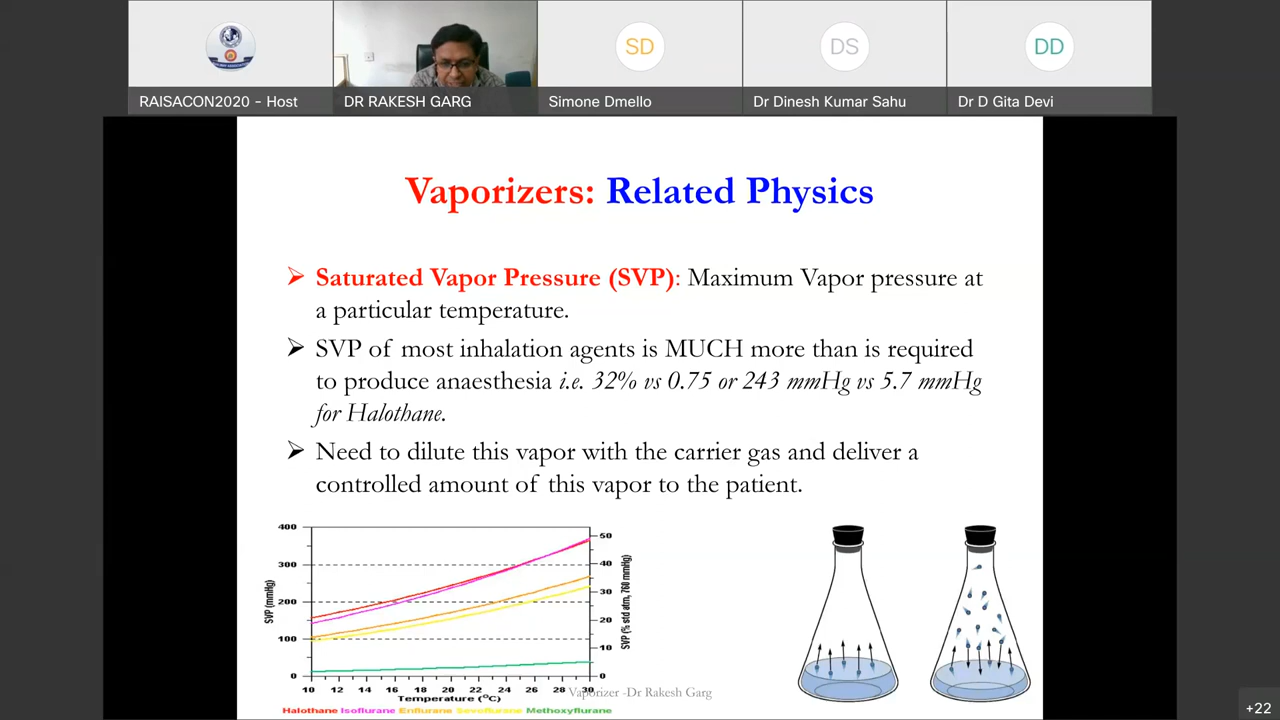 SD
DS
DD
RAISACON2020 - Host
DR RAKESH GARG
Simone Dmello
Dr Dinesh Kumar Sahu
Dr D Gita Devi
Vaporizers: Related Physics
➢ Saturated Vapor Pressure (SVP): Maximum Vapor pressure at
a particular temperature.
➢ SVP of most inhalation agents is MUCH more than is required
to produce anaesthesia i.e. 32% vs 0.75 or 243 mmHg vs 5.7 mmHg
for Halothane.
➢ Need to dilute this vapor with the carrier gas and deliver a
controlled amount of this vapor to the patient.
400
300
200
100
0
SVP (mmHg)
50
40
30
20
10
0
SVP (% std atm, 760 mmHg)
10 12 14 16 18 20 22 24 26 28 30
Temperature (°C)
Halothane Isoflurane Enflurane Sevoflurane Methoxyflurane
Vaporizer -Dr Rakesh Garg
+22